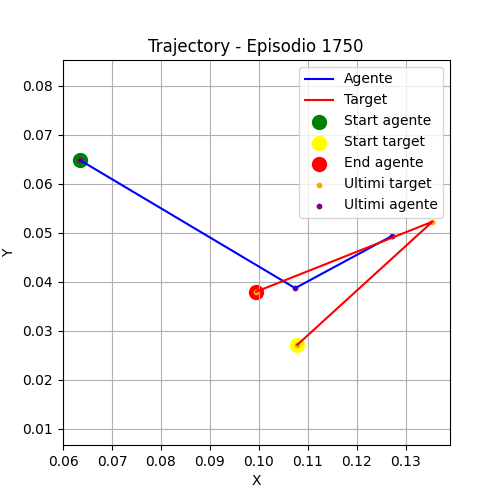 Trajectory - Episodio 1750
Agente
Target
Start agente
Start target
End agente
Ultimi target
Ultimi agente
0.08
0.07
0.06
0.05
0.04
0.03
0.02
0.01
Y
0.06 0.07 0.08 0.09 0.10 0.11 0.12 0.13
X